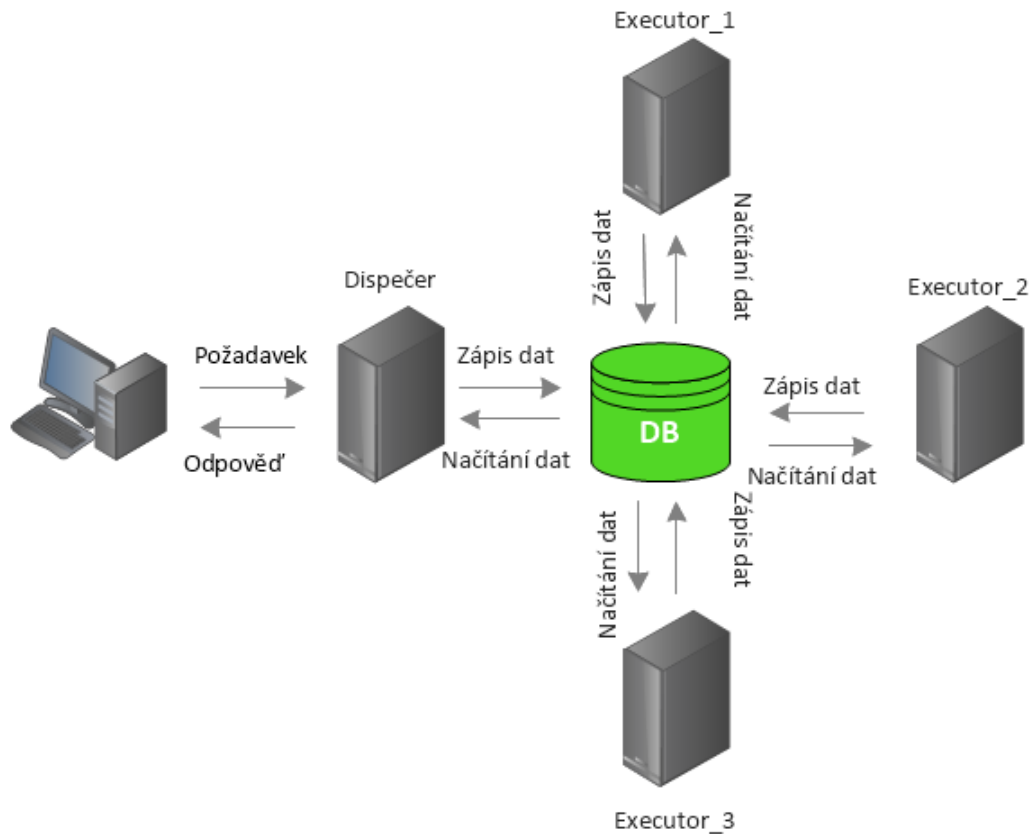 Executor_1
Zápis dat
Načítání dat
Dispečer
Executor_2
Požadavek
Zápis dat
Zápis dat
DB
Odpověď
Načítání dat
Načítání dat
Načítání dat
Zápis dat
Executor_3